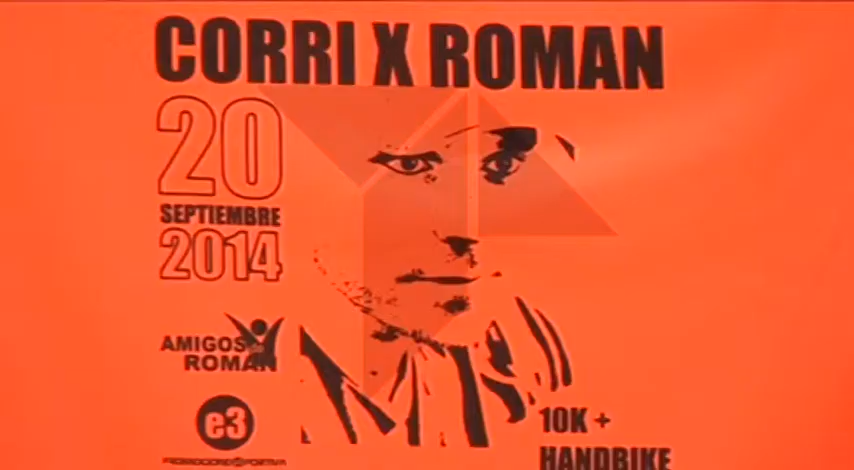 CORRI X ROMAN
20
SEPTIEMBRE
2014
AMIGOS
ROMAN
e3
10K +
HANDBIKE